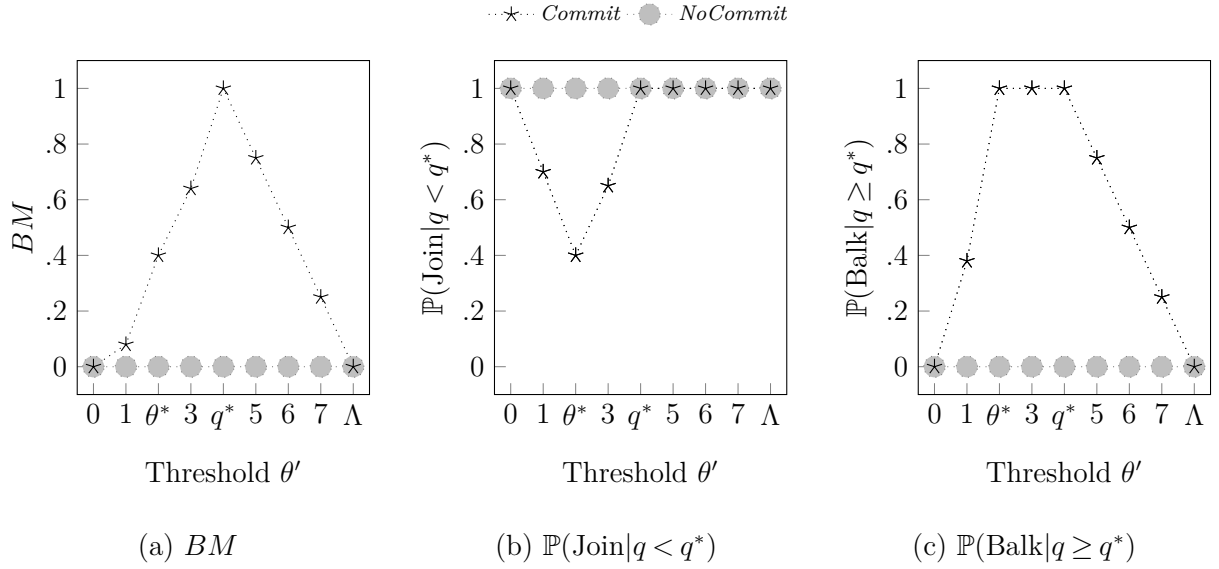 Commit NoCommit
BM
1
.8
.6
.4
.2
0
0 1 θ* 3 q* 5 6 7 Λ
Threshold θ′
(a) BM
ℙ(Join|q < q*)
1
.8
.6
.4
.2
0
0 1 θ* 3 q* 5 6 7 Λ
Threshold θ′
(b) ℙ(Join|q < q*)
ℙ(Balk|q ≥ q*)
1
.8
.6
.4
.2
0
0 1 θ* 3 q* 5 6 7 Λ
Threshold θ′
(c) ℙ(Balk|q ≥ q*)